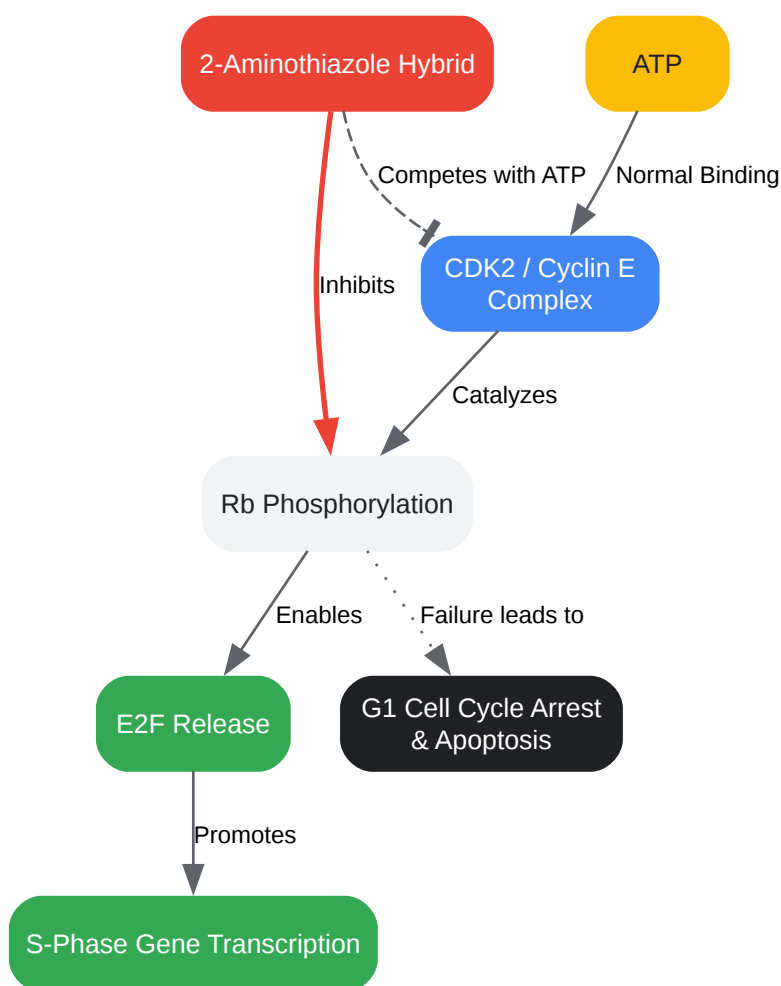 2-Aminothiazole Hybrid
ATP
Competes with ATP
Normal Binding
CDK2 / Cyclin E
Complex
Inhibits
Catalyzes
Rb Phosphorylation
Enables
Failure leads to
E2F Release
G1 Cell Cycle Arrest
& Apoptosis
Promotes
S-Phase Gene Transcription